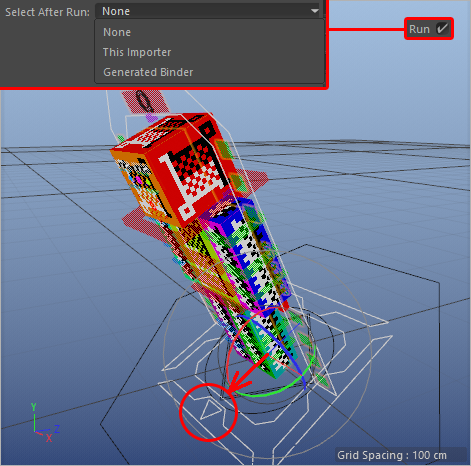 Select After Run: None
Run
None
This Importer
Generated Binder
Y
Z
X
Grid Spacing : 100 cm